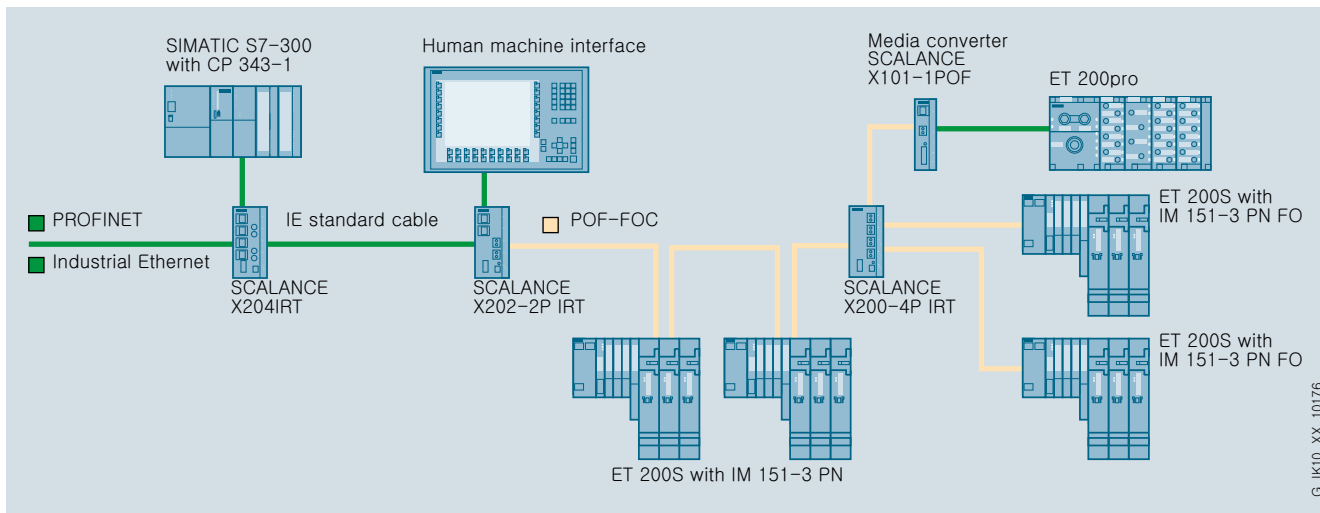 SIMATIC S7-300
with CP 343-1
Human machine interface
Media converter
SCALANCE
X101-1POF
ET 200pro
PROFINET
IE standard cable
POF-FOC
Industrial Ethernet
SCALANCE
X204IRT
SCALANCE
X202-2P IRT
SCALANCE
X200-4P IRT
ET 200S with
IM 151-3 PN FO
ET 200S with
IM 151-3 PN FO
ET 200S with IM 151-3 PN
G_IK10_XX_10176